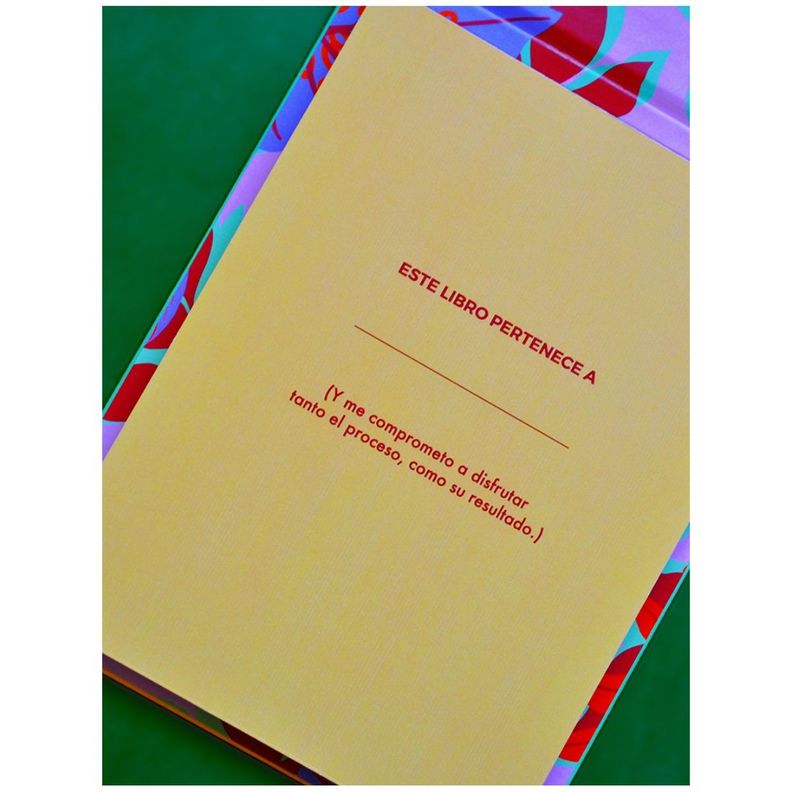 ESTE LIBRO PERTENECE A
(Y me comprometo a disfrutar
tanto el proceso, como su resultado.)